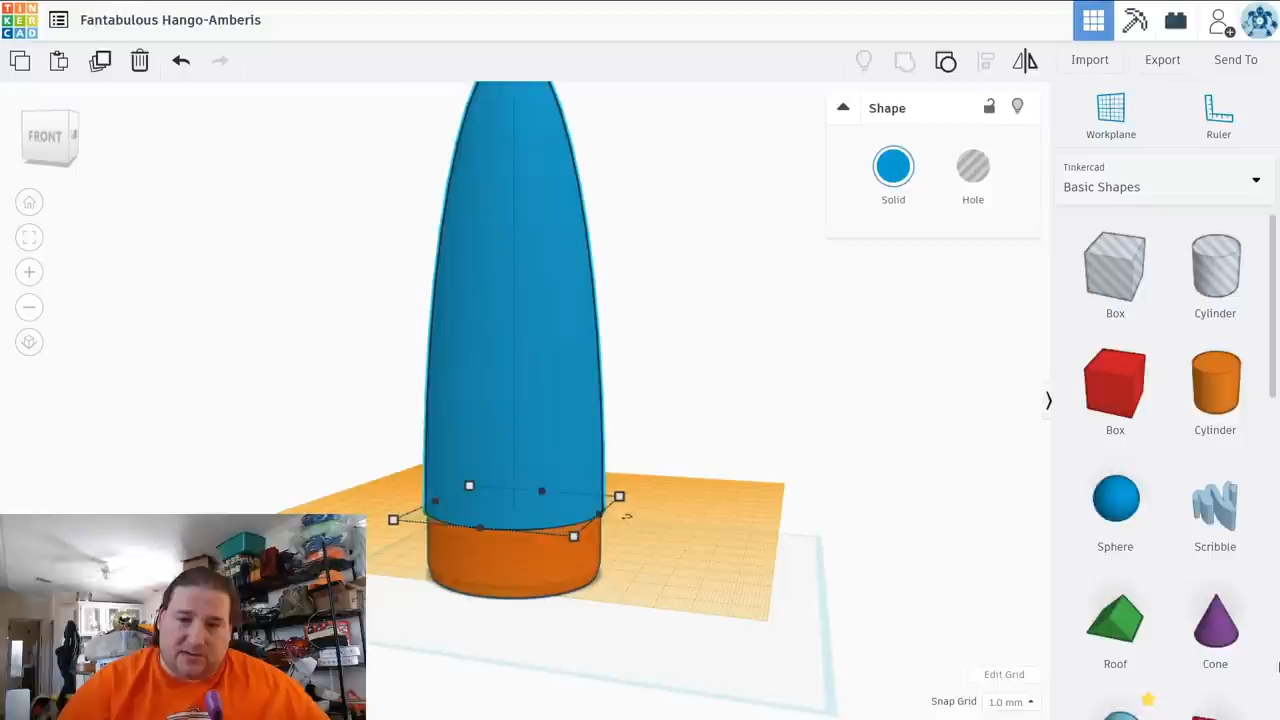 TIN
KER
CAD
Fantabulous Hango-Amberis
Import
Export
Send To
FRONT
Shape
Solid
Hole
Workplane
Ruler
Tinkercad
Basic Shapes
Box
Cylinder
Box
Cylinder
Sphere
Scribble
Roof
Cone
Edit Grid
Snap Grid
1.0 mm